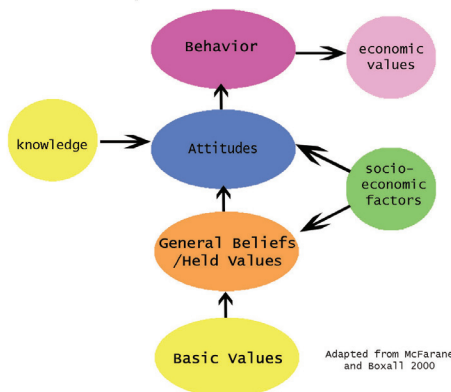 Behavior
economic
values
knowledge
Attitudes
socio-
economic
factors
General Beliefs
/Held Values
Basic Values
Adapted from McFarane
and Boxall 2000